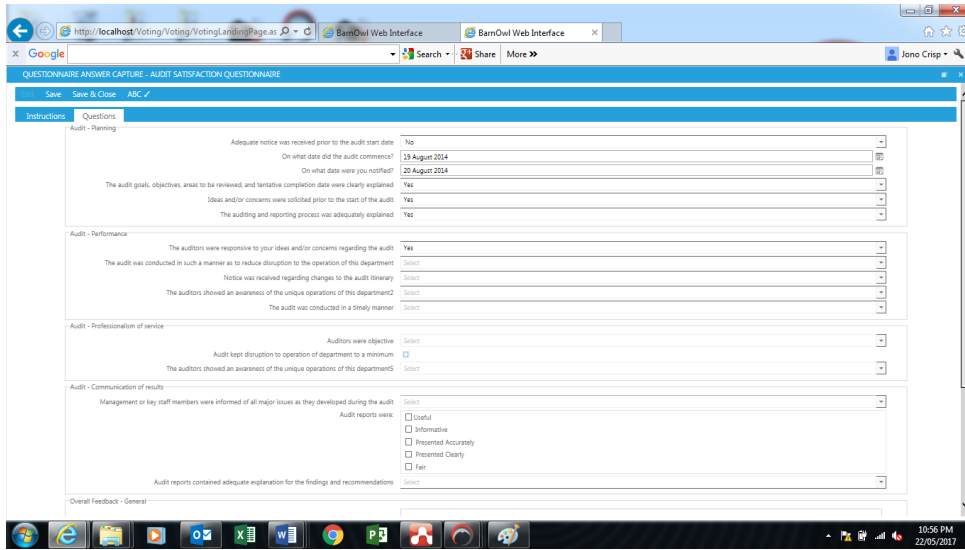 http://localhost/Voting/Voting/VotingLandingPage.as
BarnOwl Web Interface
BarnOwl Web Interface
Google
Search
Share
More »
Jono Crisp
QUESTIONNAIRE ANSWER CAPTURE - AUDIT SATISFACTION QUESTIONNAIRE
Edit Save Save & Close ABC ✓
Instructions Questions
Audit - Planning
Adequate notice was received prior to the audit start date No
On what date did the audit commence? 19 August 2014
On what date were you notified? 20 August 2014
The audit goals, objectives, areas to be reviewed, and tentative completion date were clearly explained Yes
Ideas and/or concerns were solicited prior to the start of the audit Yes
The auditing and reporting process was adequately explained Yes
Audit - Performance
The auditors were responsive to your ideas and/or concerns regarding the audit Yes
The audit was conducted in such a manner as to reduce disruption to the operation of this department Select
Notice was received regarding changes to the audit itinerary Select
The auditors showed an awareness of the unique operations of this department2 Select
The audit was conducted in a timely manner Select
Audit - Professionalism of service
Auditors were objective Select
Audit kept disruption to operation of department to a minimum
The auditors showed an awareness of the unique operations of this departmentS Select
Audit - Communication of results
Management or key staff members were informed of all major issues as they developed during the audit Select
Audit reports were:
Useful
Informative
Presented Accurately
Presented Clearly
Fair
Audit reports contained adequate explanation for the findings and recommendations Select
Overall Feedback - General
10:56 PM
22/05/2017